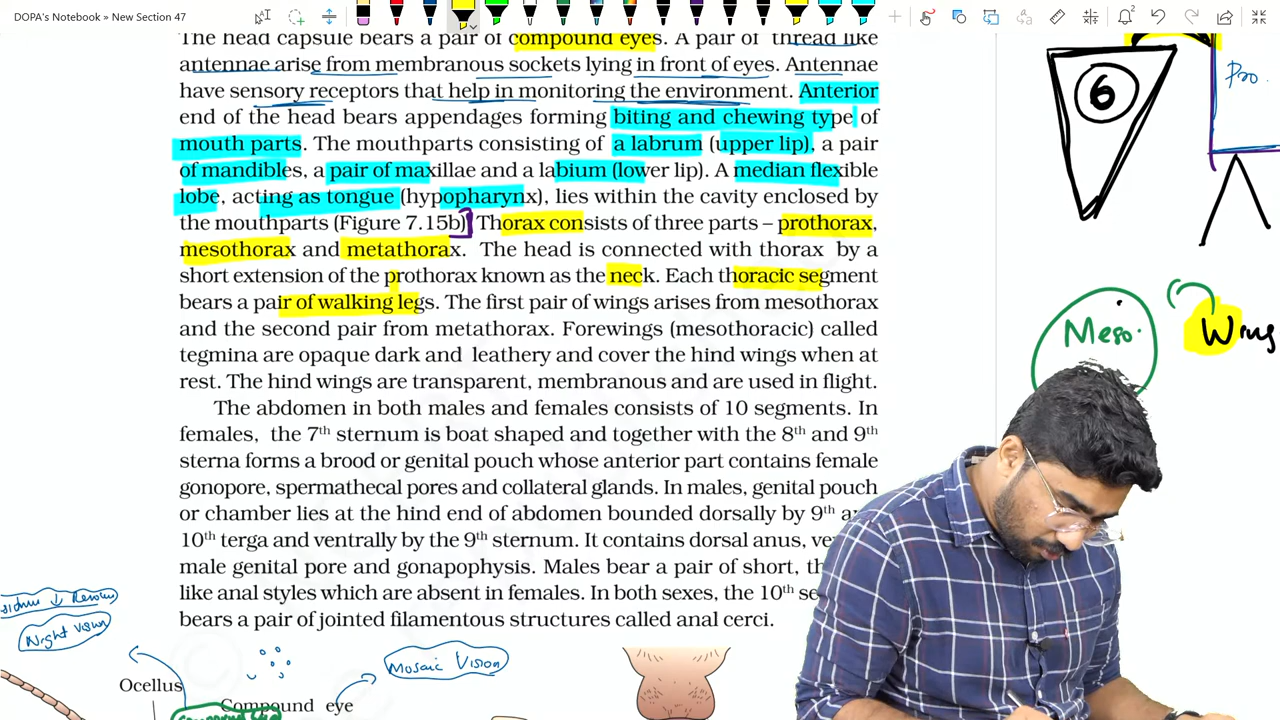 DOPA's Notebook » New Section 47
The head capsule bears a pair of compound eyes. A pair of thread like
antennae arise from membranous sockets lying in front of eyes. Antennae
have sensory receptors that help in monitoring the environment. Anterior
end of the head bears appendages forming biting and chewing type of
mouth parts. The mouthparts consisting of a labrum (upper lip), a pair
of mandibles, a pair of maxillae and a labium (lower lip). A median flexible
lobe, acting as tongue (hypopharynx), lies within the cavity enclosed by
the mouthparts (Figure 7.15b). Thorax consists of three parts – prothorax,
mesothorax and metathorax. The head is connected with thorax by a
short extension of the prothorax known as the neck. Each thoracic segment
bears a pair of walking legs. The first pair of wings arises from mesothorax
and the second pair from metathorax. Forewings (mesothoracic) called
tegmina are opaque dark and leathery and cover the hind wings when at
rest. The hind wings are transparent, membranous and are used in flight.
The abdomen in both males and females consists of 10 segments. In
females, the 7th sternum is boat shaped and together with the 8th and 9th
sterna forms a brood or genital pouch whose anterior part contains female
gonopore, spermathecal pores and collateral glands. In males, genital pouch
or chamber lies at the hind end of abdomen bounded dorsally by 9th a
10th terga and ventrally by the 9th sternum. It contains dorsal anus, ve
male genital pore and gonapophysis. Males bear a pair of short, th
like anal styles which are absent in females. In both sexes, the 10th se
bears a pair of jointed filamentous structures called anal cerci.
6
Pro.
Meso.
Wings
Night Vision
Mosaic Vision
Ocellus
Compound eye